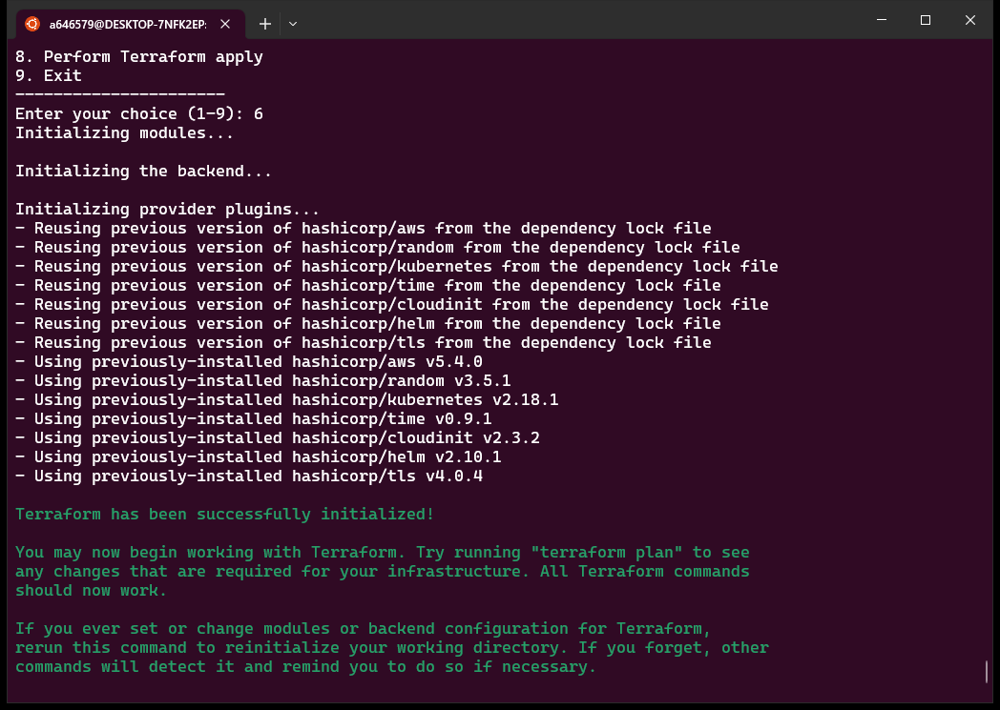 a646579@DESKTOP-7NFK2EP:
8. Perform Terraform apply
9. Exit
----------------------
Enter your choice (1-9): 6
Initializing modules...
Initializing the backend...
Initializing provider plugins...
- Reusing previous version of hashicorp/aws from the dependency lock file
- Reusing previous version of hashicorp/random from the dependency lock file
- Reusing previous version of hashicorp/kubernetes from the dependency lock file
- Reusing previous version of hashicorp/time from the dependency lock file
- Reusing previous version of hashicorp/cloudinit from the dependency lock file
- Reusing previous version of hashicorp/helm from the dependency lock file
- Reusing previous version of hashicorp/tls from the dependency lock file
- Using previously-installed hashicorp/aws v5.4.0
- Using previously-installed hashicorp/random v3.5.1
- Using previously-installed hashicorp/kubernetes v2.18.1
- Using previously-installed hashicorp/time v0.9.1
- Using previously-installed hashicorp/cloudinit v2.3.2
- Using previously-installed hashicorp/helm v2.10.1
- Using previously-installed hashicorp/tls v4.0.4
Terraform has been successfully initialized!
You may now begin working with Terraform. Try running "terraform plan" to see
any changes that are required for your infrastructure. All Terraform commands
should now work.
If you ever set or change modules or backend configuration for Terraform,
rerun this command to reinitialize your working directory. If you forget, other
commands will detect it and remind you to do so if necessary.